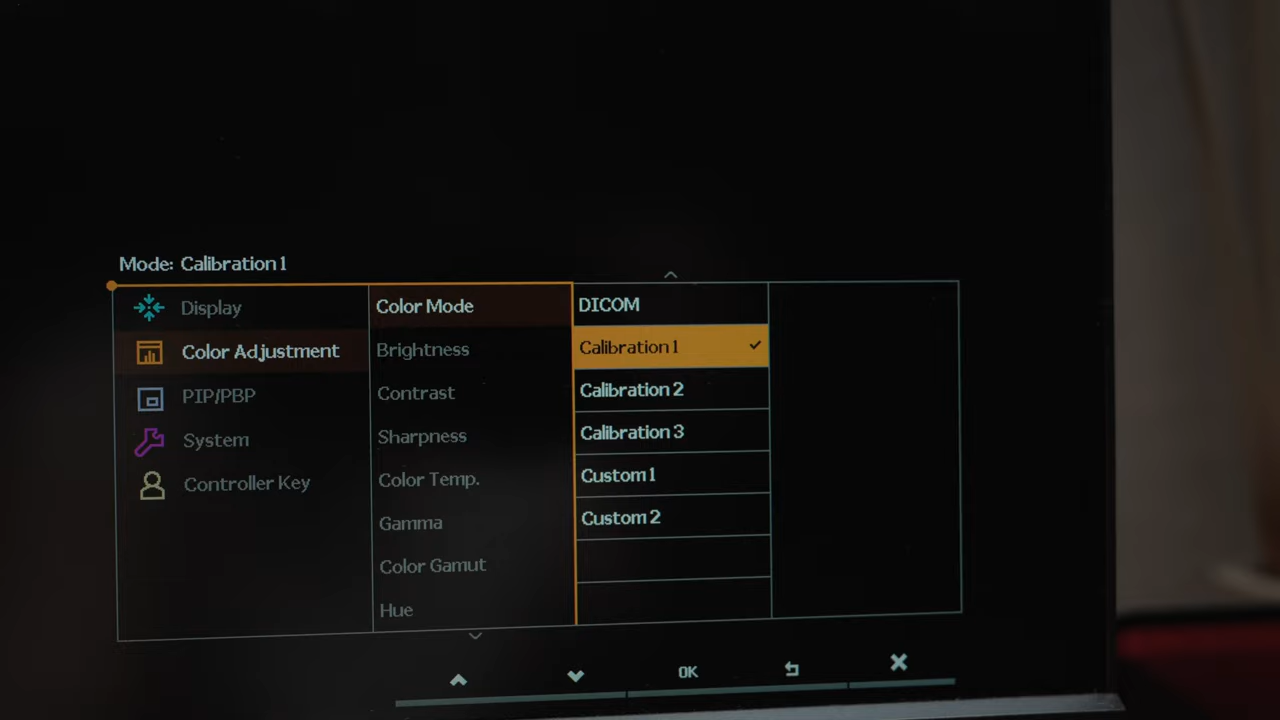 Mode: Calibration 1
Display
Color Adjustment
PIP/PBP
System
Controller Key
Color Mode
Brightness
Contrast
Sharpness
Color Temp.
Gamma
Color Gamut
Hue
DICOM
Calibration 1
Calibration 2
Calibration 3
Custom 1
Custom 2
OK